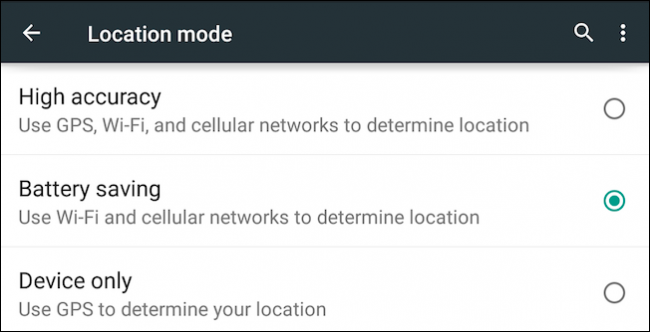 Location mode
High accuracy
Use GPS, Wi-Fi, and cellular networks to determine location
Battery saving
Use Wi-Fi and cellular networks to determine location
Device only
Use GPS to determine your location